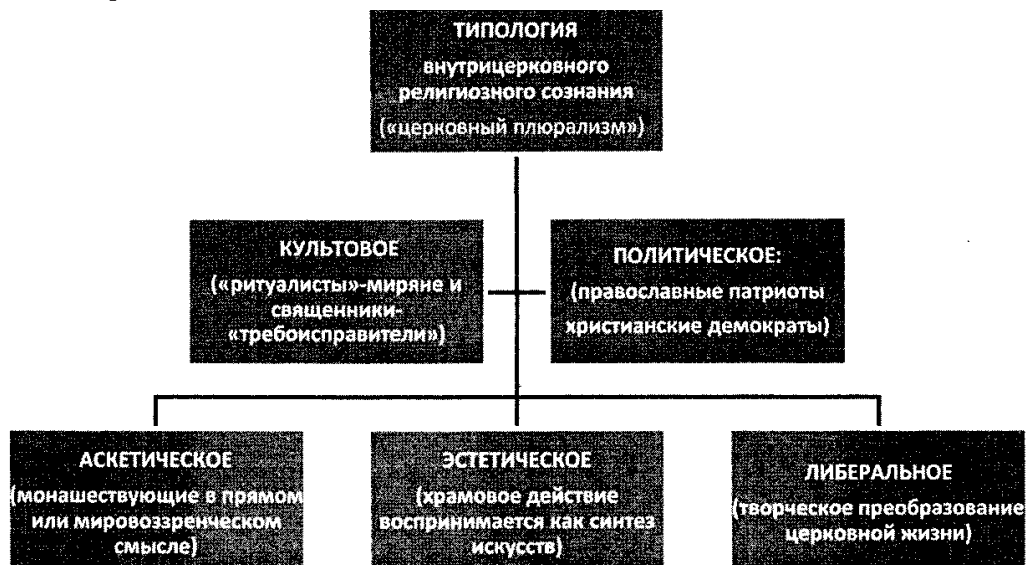 ТИПОЛОГИЯ
внутрицерковного
религиозного сознания
(«церковный плюрализм»)
КУЛЬТОВОЕ
(«ритуалисты»-миряне и
священники-
«требоисправители»)
ПОЛИТИЧЕСКОЕ:
(православные патриоты
христианские демократы)
АСКЕТИЧЕСКОЕ
(монашествующие в прямом
или мировоззренческом
смысле)
ЭСТЕТИЧЕСКОЕ
(храмовое действие
воспринимается как синтез
искусств)
ЛИБЕРАЛЬНОЕ
(творческое преобразование
церковной жизни)